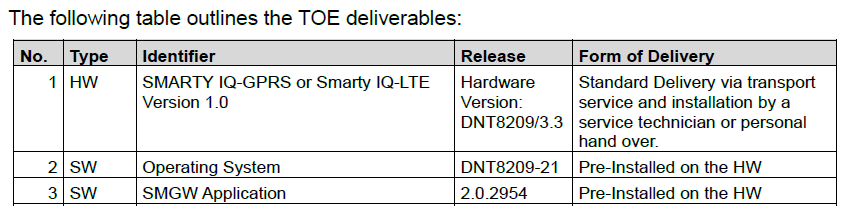 The following table outlines the TOE deliverables:
No. Type Identifier Release Form of Delivery
1 HW SMARTY IQ-GPRS or Smarty IQ-LTE Hardware Standard Delivery via transport
Version 1.0 Version: service and installation by a
DNT8209/3.3 service technician or personal
hand over.
2 SW Operating System DNT8209-21 Pre-Installed on the HW
3 SW SMGW Application 2.0.2954 Pre-Installed on the HW